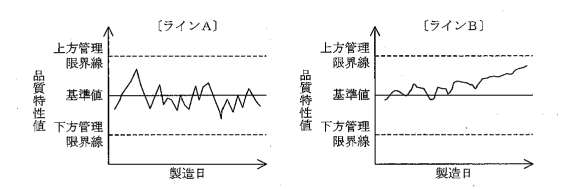 〔ラインA〕
上方管理
限界線
品質特性値
基準値
下方管理
限界線
製造日
〔ラインB〕
上方管理
限界線
品質特性値
基準値
下方管理
限界線
製造日